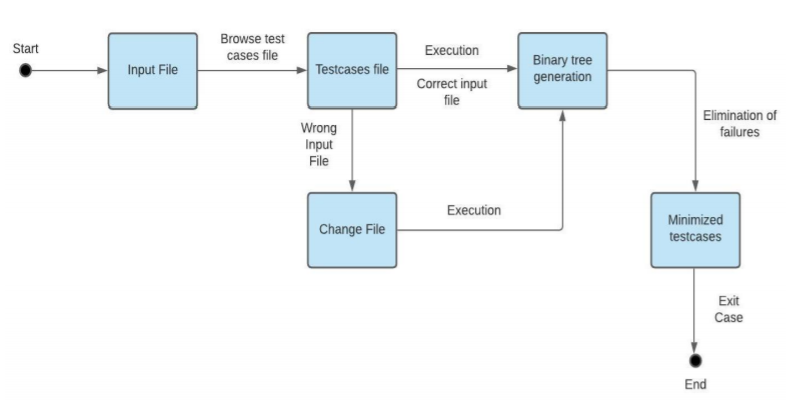 Start
Input File
Browse test
cases file
Testcases file
Execution
Correct input
file
Binary tree
generation
Elimination of
failures
Wrong
Input
File
Change File
Execution
Minimized
testcases
Exit
Case
End